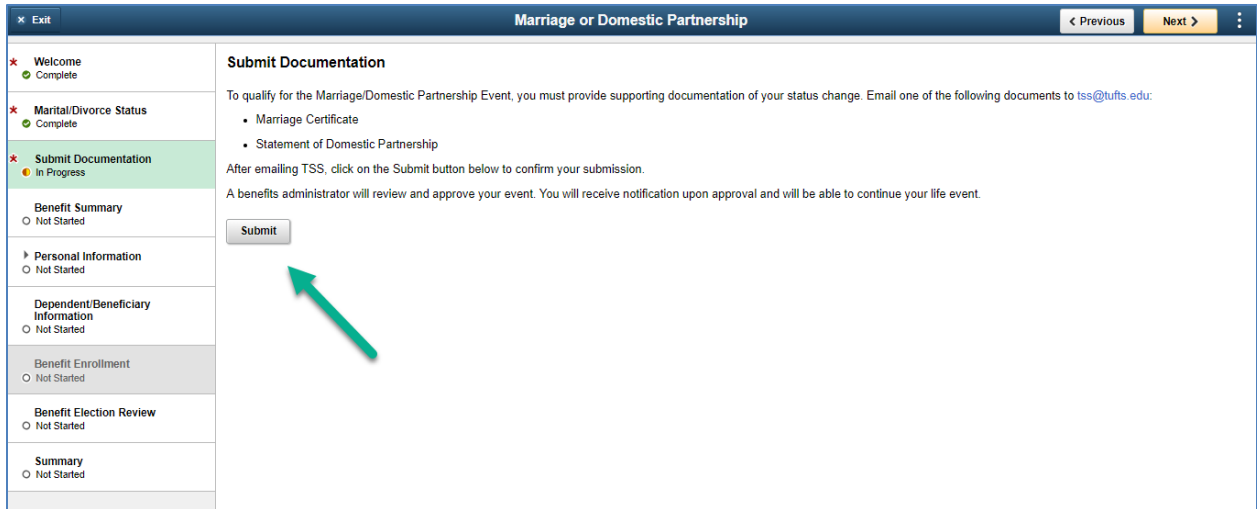 × Exit
Marriage or Domestic Partnership
< Previous
Next >
* Welcome
Complete
* Marital/Divorce Status
Complete
* Submit Documentation
In Progress
Benefit Summary
Not Started
Personal Information
Not Started
Dependent/Beneficiary
Information
Not Started
Benefit Enrollment
Not Started
Benefit Election Review
Not Started
Summary
Not Started
Submit Documentation
To qualify for the Marriage/Domestic Partnership Event, you must provide supporting documentation of your status change. Email one of the following documents to tss@tufts.edu:
• Marriage Certificate
• Statement of Domestic Partnership
After emailing TSS, click on the Submit button below to confirm your submission.
A benefits administrator will review and approve your event. You will receive notification upon approval and will be able to continue your life event.
Submit